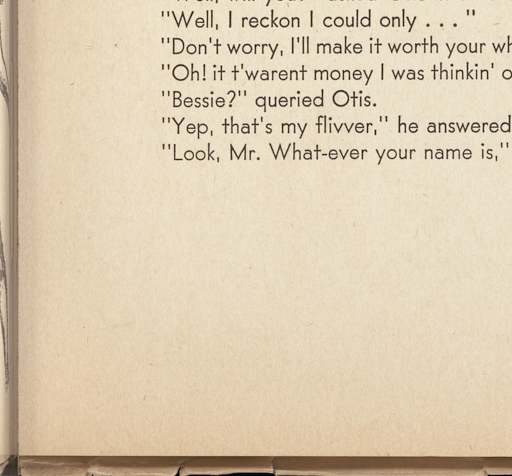 "Well, I reckon I could only . . . "
"Don't worry, I'll make it worth your
"Oh! it t'warent money I was thinkin'
"Bessie?" queried Otis.
"Yep, that's my flivver," he answered
"Look, Mr. What-ever your name is,"